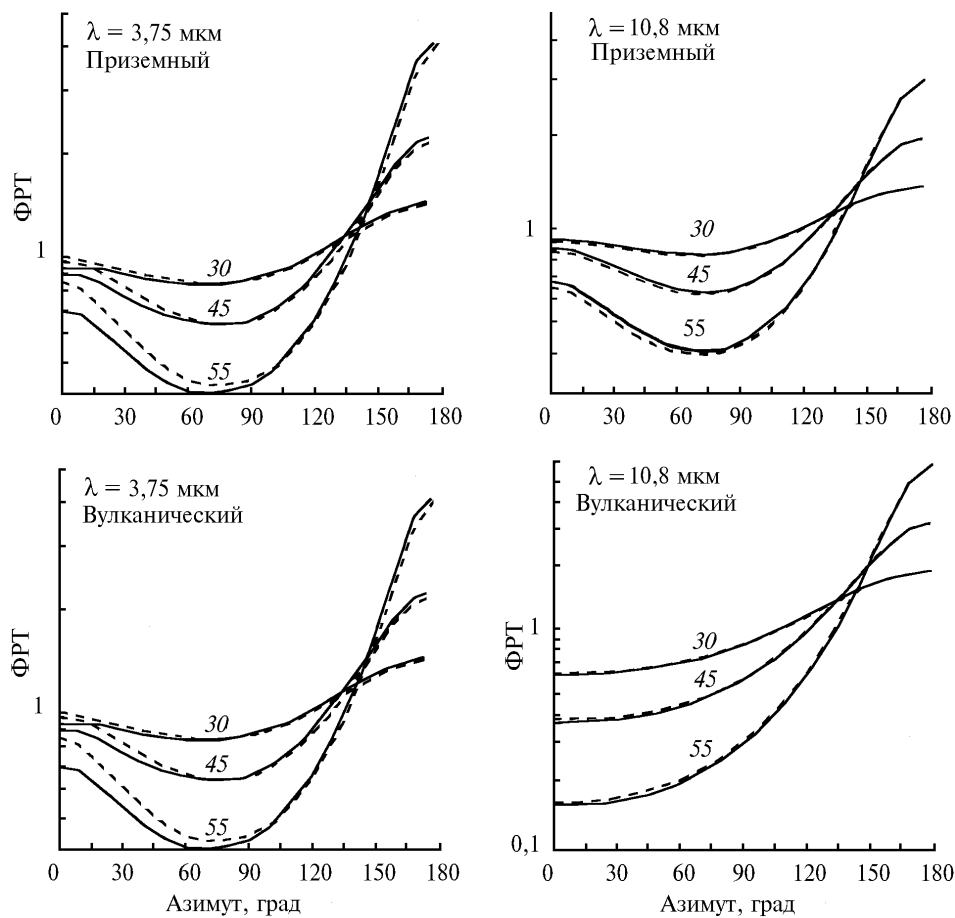 λ = 3,75 мкм
Приземный
ФРТ
1
30
45
55
0 30 60 90 120 150 180
λ = 10,8 мкм
Приземный
1
30
45
55
0 30 60 90 120 150 180
λ = 3,75 мкм
Вулканический
ФРТ
1
30
45
55
0 30 60 90 120 150 180
Азимут, град
λ = 10,8 мкм
Вулканический
ФРТ
1
0,1
30
45
55
0 30 60 90 120 150 180
Азимут, град